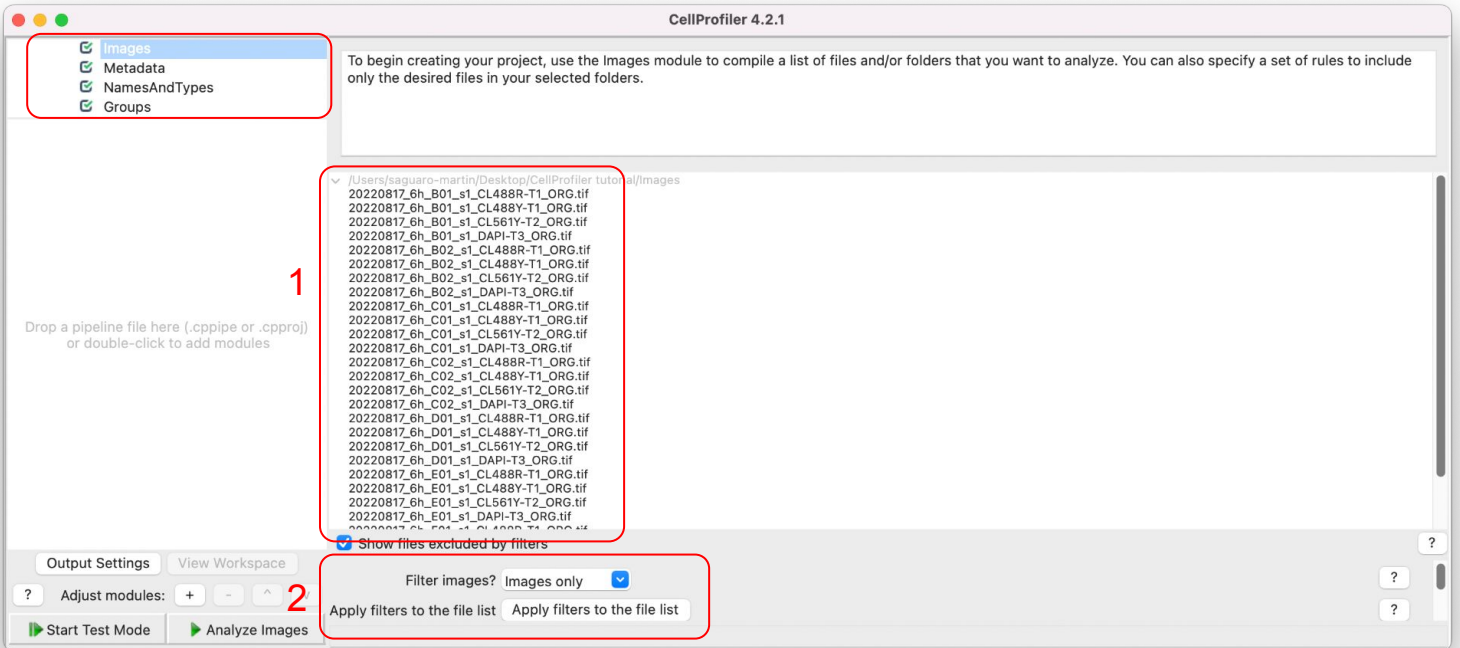 CellProfiler 4.2.1
Images
Metadata
NamesAndTypes
Groups
To begin creating your project, use the Images module to compile a list of files and/or folders that you want to analyze. You can also specify a set of rules to include
only the desired files in your selected folders.
/Users/saguaro-martin/Desktop/CellProfiler tutorial/Images
20220817_6h_B01_s1_CL488R-T1_ORG.tif
20220817_6h_B01_s1_CL488Y-T1_ORG.tif
20220817_6h_B01_s1_CL561Y-T2_ORG.tif
20220817_6h_B01_s1_DAPI-T3_ORG.tif
20220817_6h_B02_s1_CL488R-T1_ORG.tif
20220817_6h_B02_s1_CL488Y-T1_ORG.tif
20220817_6h_B02_s1_CL561Y-T2_ORG.tif
20220817_6h_B02_s1_DAPI-T3_ORG.tif
20220817_6h_C01_s1_CL488R-T1_ORG.tif
20220817_6h_C01_s1_CL488Y-T1_ORG.tif
20220817_6h_C01_s1_CL561Y-T2_ORG.tif
20220817_6h_C01_s1_DAPI-T3_ORG.tif
20220817_6h_C02_s1_CL488R-T1_ORG.tif
20220817_6h_C02_s1_CL488Y-T1_ORG.tif
20220817_6h_C02_s1_CL561Y-T2_ORG.tif
20220817_6h_C02_s1_DAPI-T3_ORG.tif
20220817_6h_D01_s1_CL488R-T1_ORG.tif
20220817_6h_D01_s1_CL488Y-T1_ORG.tif
20220817_6h_D01_s1_CL561Y-T2_ORG.tif
20220817_6h_D01_s1_DAPI-T3_ORG.tif
20220817_6h_E01_s1_CL488R-T1_ORG.tif
20220817_6h_E01_s1_CL488Y-T1_ORG.tif
20220817_6h_E01_s1_CL561Y-T2_ORG.tif
20220817_6h_E01_s1_DAPI-T3_ORG.tif
1
Drop a pipeline file here (.cppipe or .cpproj)
or double-click to add modules
Show files excluded by filters
?
Output Settings View Workspace
Filter images? Images only ?
? Adjust modules: + - ^
2
Apply filters to the file list Apply filters to the file list ?
Start Test Mode Analyze Images